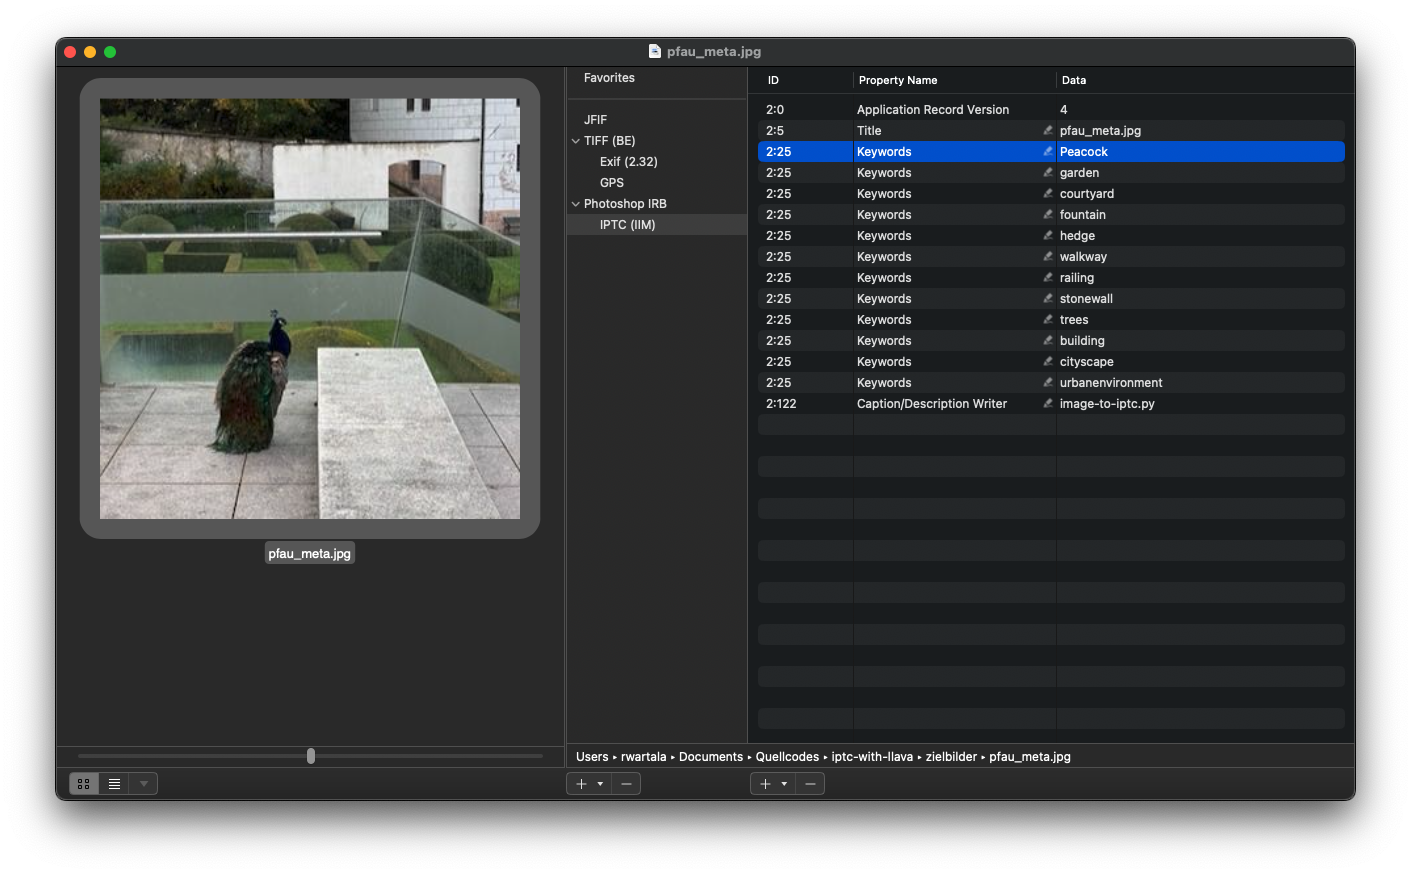 pfau_meta.jpg
pfau_meta.jpg
Favorites
JFIF
TIFF (BE)
Exif (2.32)
GPS
Photoshop IRB
IPTC (IIM)
ID Property Name Data
2:0 Application Record Version 4
2:5 Title pfau_meta.jpg
2:25 Keywords Peacock
2:25 Keywords garden
2:25 Keywords courtyard
2:25 Keywords fountain
2:25 Keywords hedge
2:25 Keywords walkway
2:25 Keywords railing
2:25 Keywords stonewall
2:25 Keywords trees
2:25 Keywords building
2:25 Keywords cityscape
2:25 Keywords urbanenvironment
2:122 Caption/Description Writer image-to-iptc.py
Users ▸ rwartala ▸ Documents ▸ Quellcodes ▸ iptc-with-llava ▸ zielbilder ▸ pfau_meta.jpg